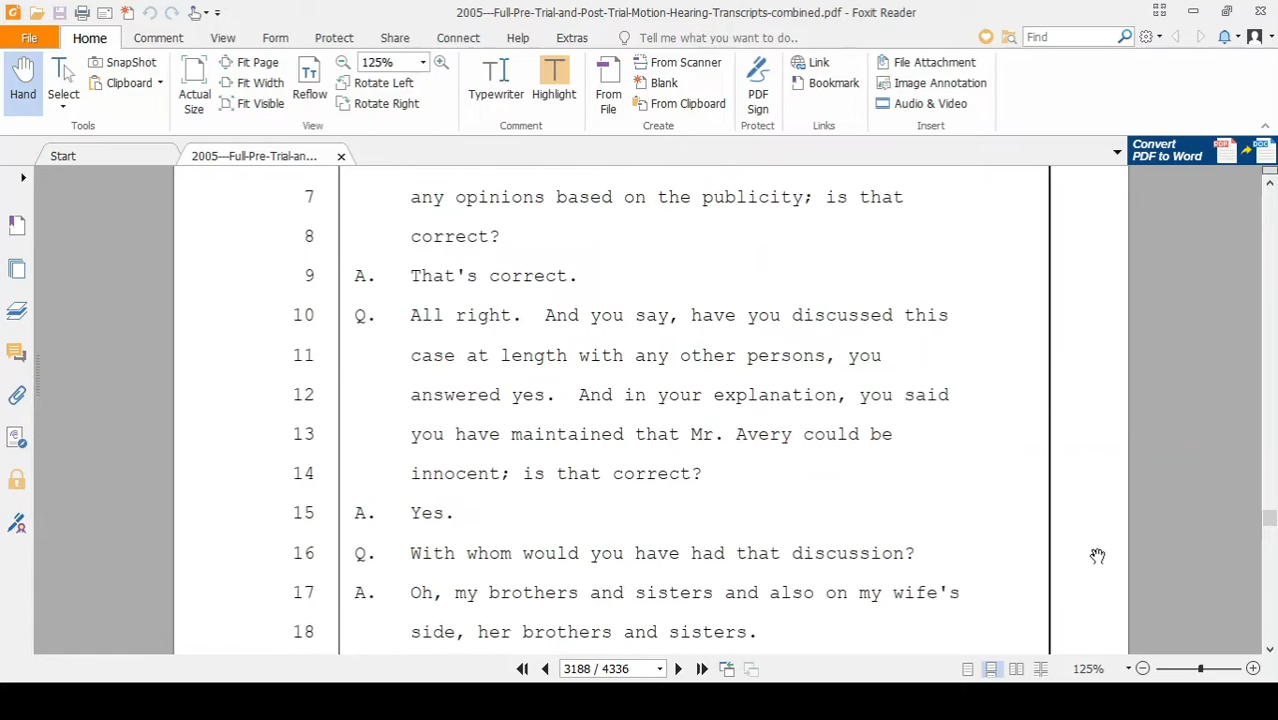 2005---Full-Pre-Trial-and-Post-Trial-Motion-Hearing-Transcripts-combined.pdf - Foxit Reader
File Home Comment View Form Protect Share Connect Help Extras Tell me what you want to do.. Find
Hand
Select
SnapShot
Clipboard
Tools
Actual Size
Fit Page
Fit Width
Fit Visible
Reflow
125%
Rotate Left
Rotate Right
View
Typewriter
Highlight
Comment
From File
From Scanner
Blank
From Clipboard
Create
PDF Sign
Protect
Link
Bookmark
Links
File Attachment
Image Annotation
Audio & Video
Insert
Start
2005---Full-Pre-Trial-an...
Convert
PDF to Word
7 any opinions based on the publicity; is that
8 correct?
9 A. That's correct.
10 Q. All right. And you say, have you discussed this
11 case at length with any other persons, you
12 answered yes. And in your explanation, you said
13 you have maintained that Mr. Avery could be
14 innocent; is that correct?
15 A. Yes.
16 Q. With whom would you have had that discussion?
17 A. Oh, my brothers and sisters and also on my wife's
18 side, her brothers and sisters.
3188 / 4336
125%